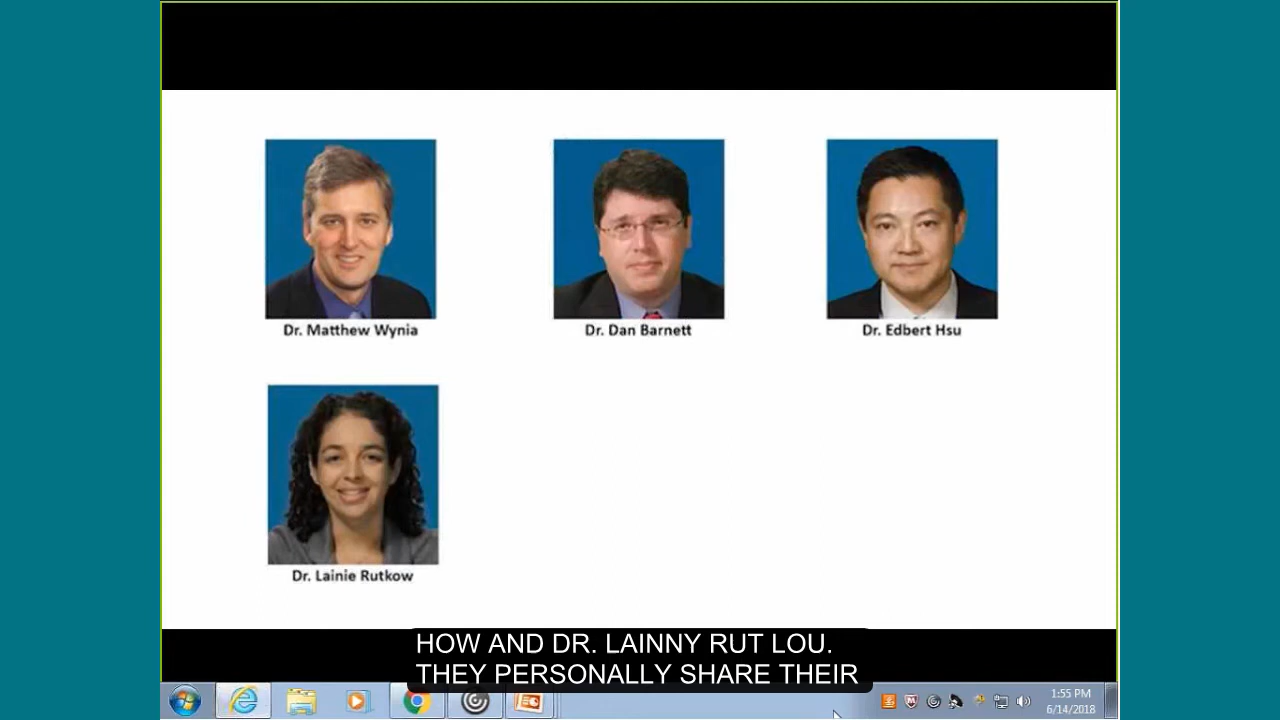 Dr. Matthew Wynia
Dr. Dan Barnett
Dr. Edbert Hsu
Dr. Lainie Rutkow
HOW AND DR. LAINNY RUT LOU.
THEY PERSONALLY SHARE THEIR
1:55 PM
6/14/2018